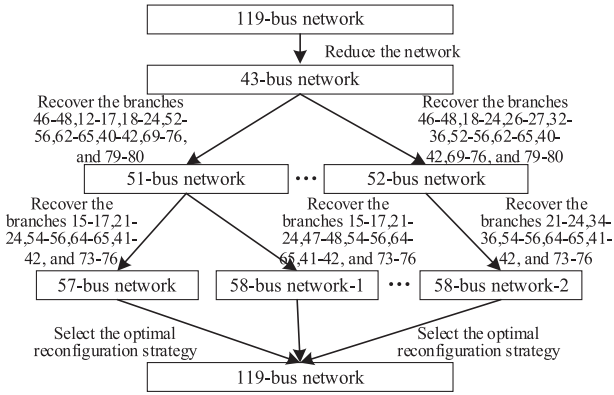 119-bus network
Reduce the network
43-bus network
Recover the branches
46-48,12-17,18-24,52-
56,62-65,40-42,69-76,
and 79-80
Recover the branches
46-48,18-24,26-27,32-
36,52-56,62-65,40-
42,69-76, and 79-80
51-bus network
•••
52-bus network
Recover the
branches 15-17,21-
24,54-56,64-65,41-
42, and 73-76
Recover the
branches 15-17,21-
24,47-48,54-56,64-
65,41-42, and 73-76
Recover the
branches 21-24,34-
36,54-56,64-65,41-
42, and 73-76
57-bus network
58-bus network-1
•••
58-bus network-2
Select the optimal
reconfiguration strategy
Select the optimal
reconfiguration strategy
119-bus network